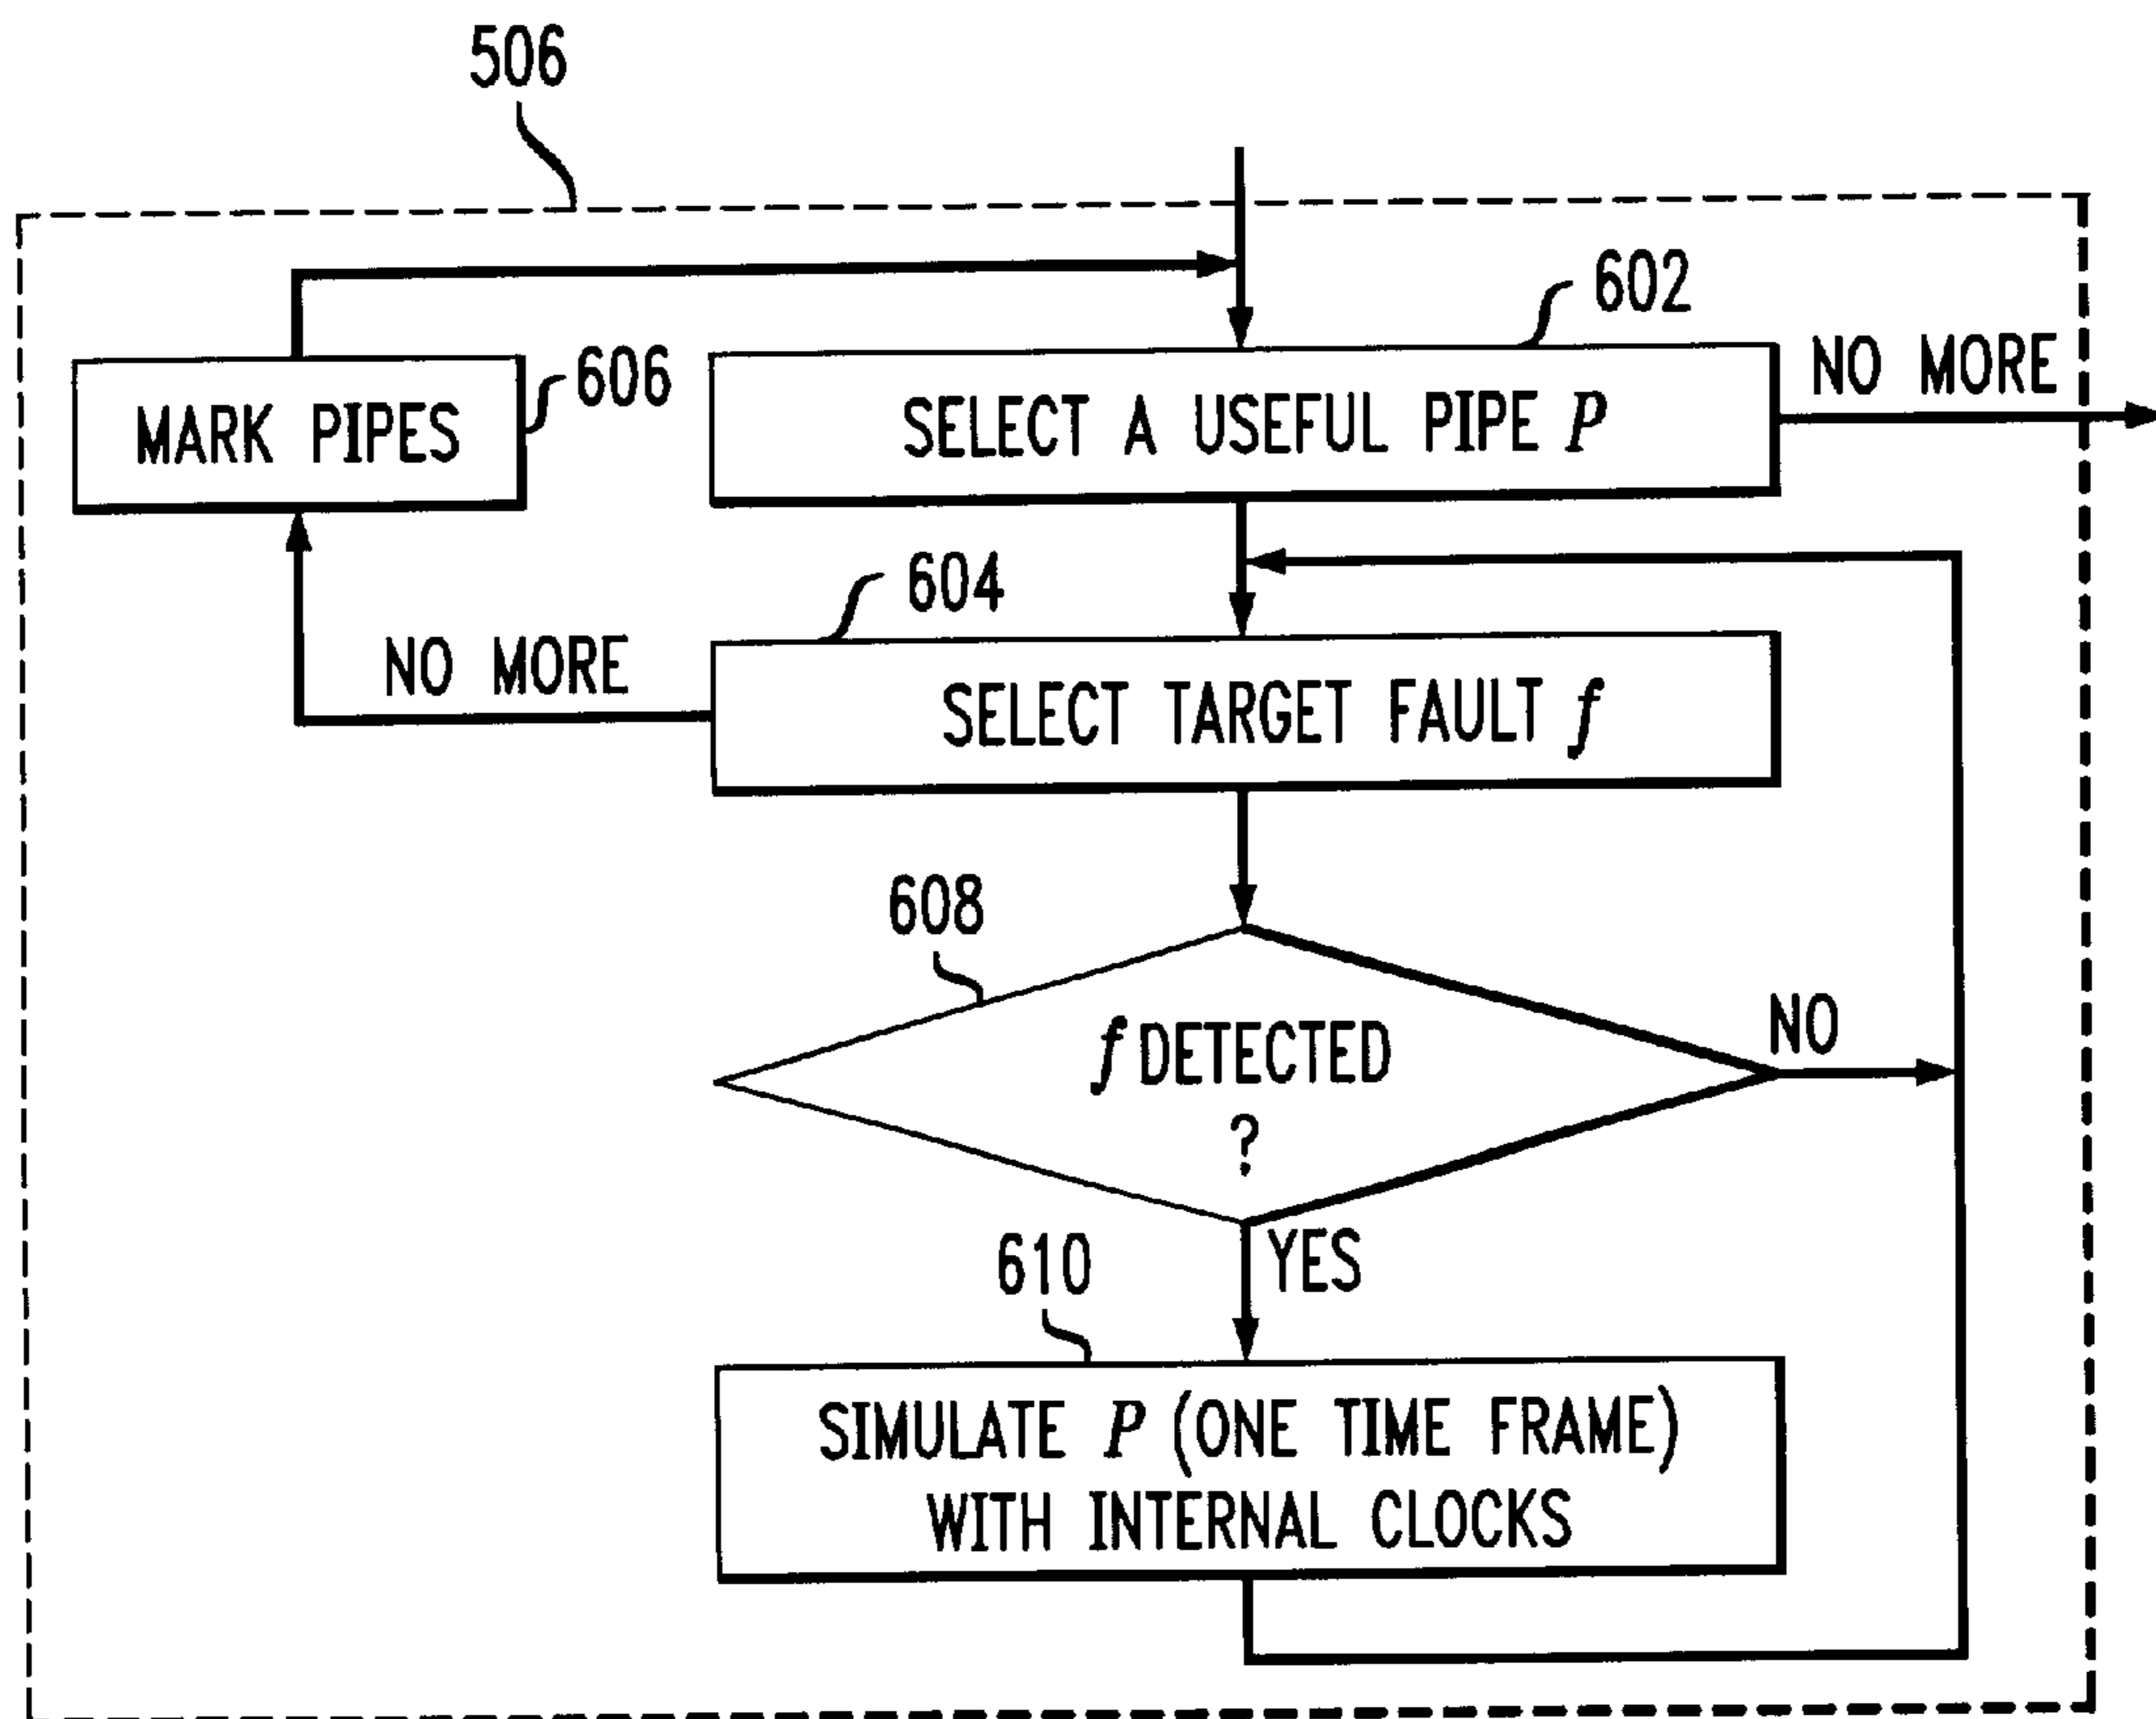 506
602
NO MORE
606
MARK PIPES
SELECT A USEFUL PIPE P
604
NO MORE
SELECT TARGET FAULT f
608
f DETECTED
?
NO
YES
610
SIMULATE P (ONE TIME FRAME)
WITH INTERNAL CLOCKS